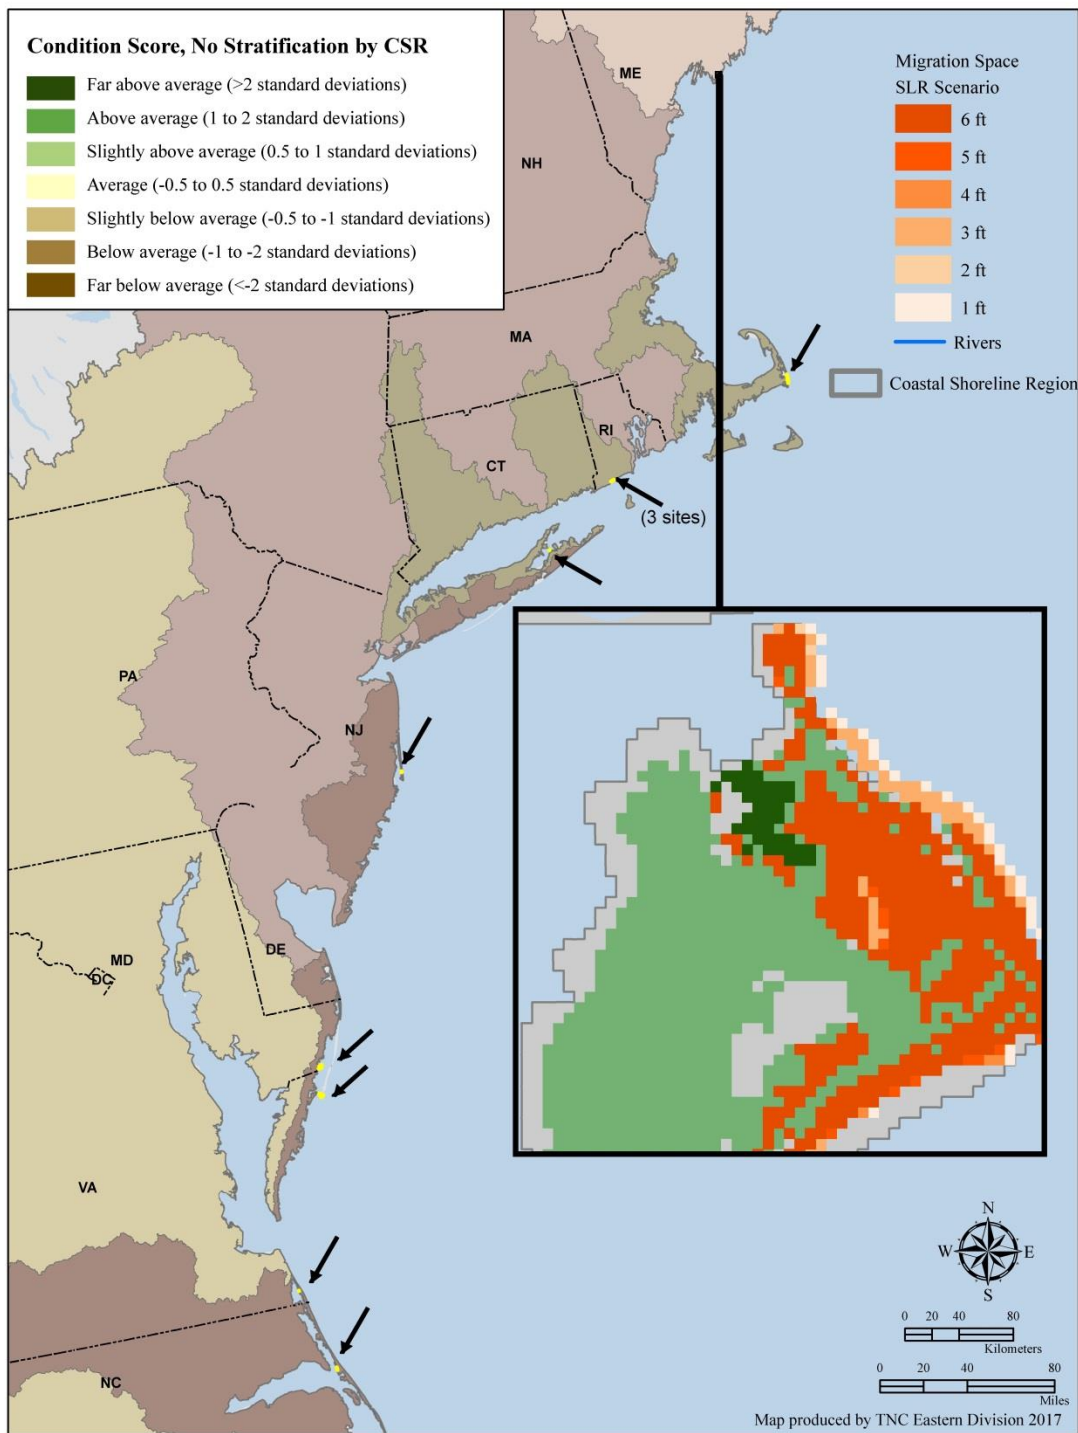 Condition Score, No Stratification by CSR
Far above average (>2 standard deviations)
Above average (1 to 2 standard deviations)
Slightly above average (0.5 to 1 standard deviations)
Average (-0.5 to 0.5 standard deviations)
Slightly below average (-0.5 to -1 standard deviations)
Below average (-1 to -2 standard deviations)
Far below average (<-2 standard deviations)
Migration Space
SLR Scenario
6 ft
5 ft
4 ft
3 ft
2 ft
1 ft
Rivers
Coastal Shoreline Region
ME
NH
MA
RI
CT
(3 sites)
PA
NJ
DE
MD
DC
VA
NC
N
W E
S
0 20 40 80
Kilometers
0 20 40 80
Miles
Map produced by TNC Eastern Division 2017